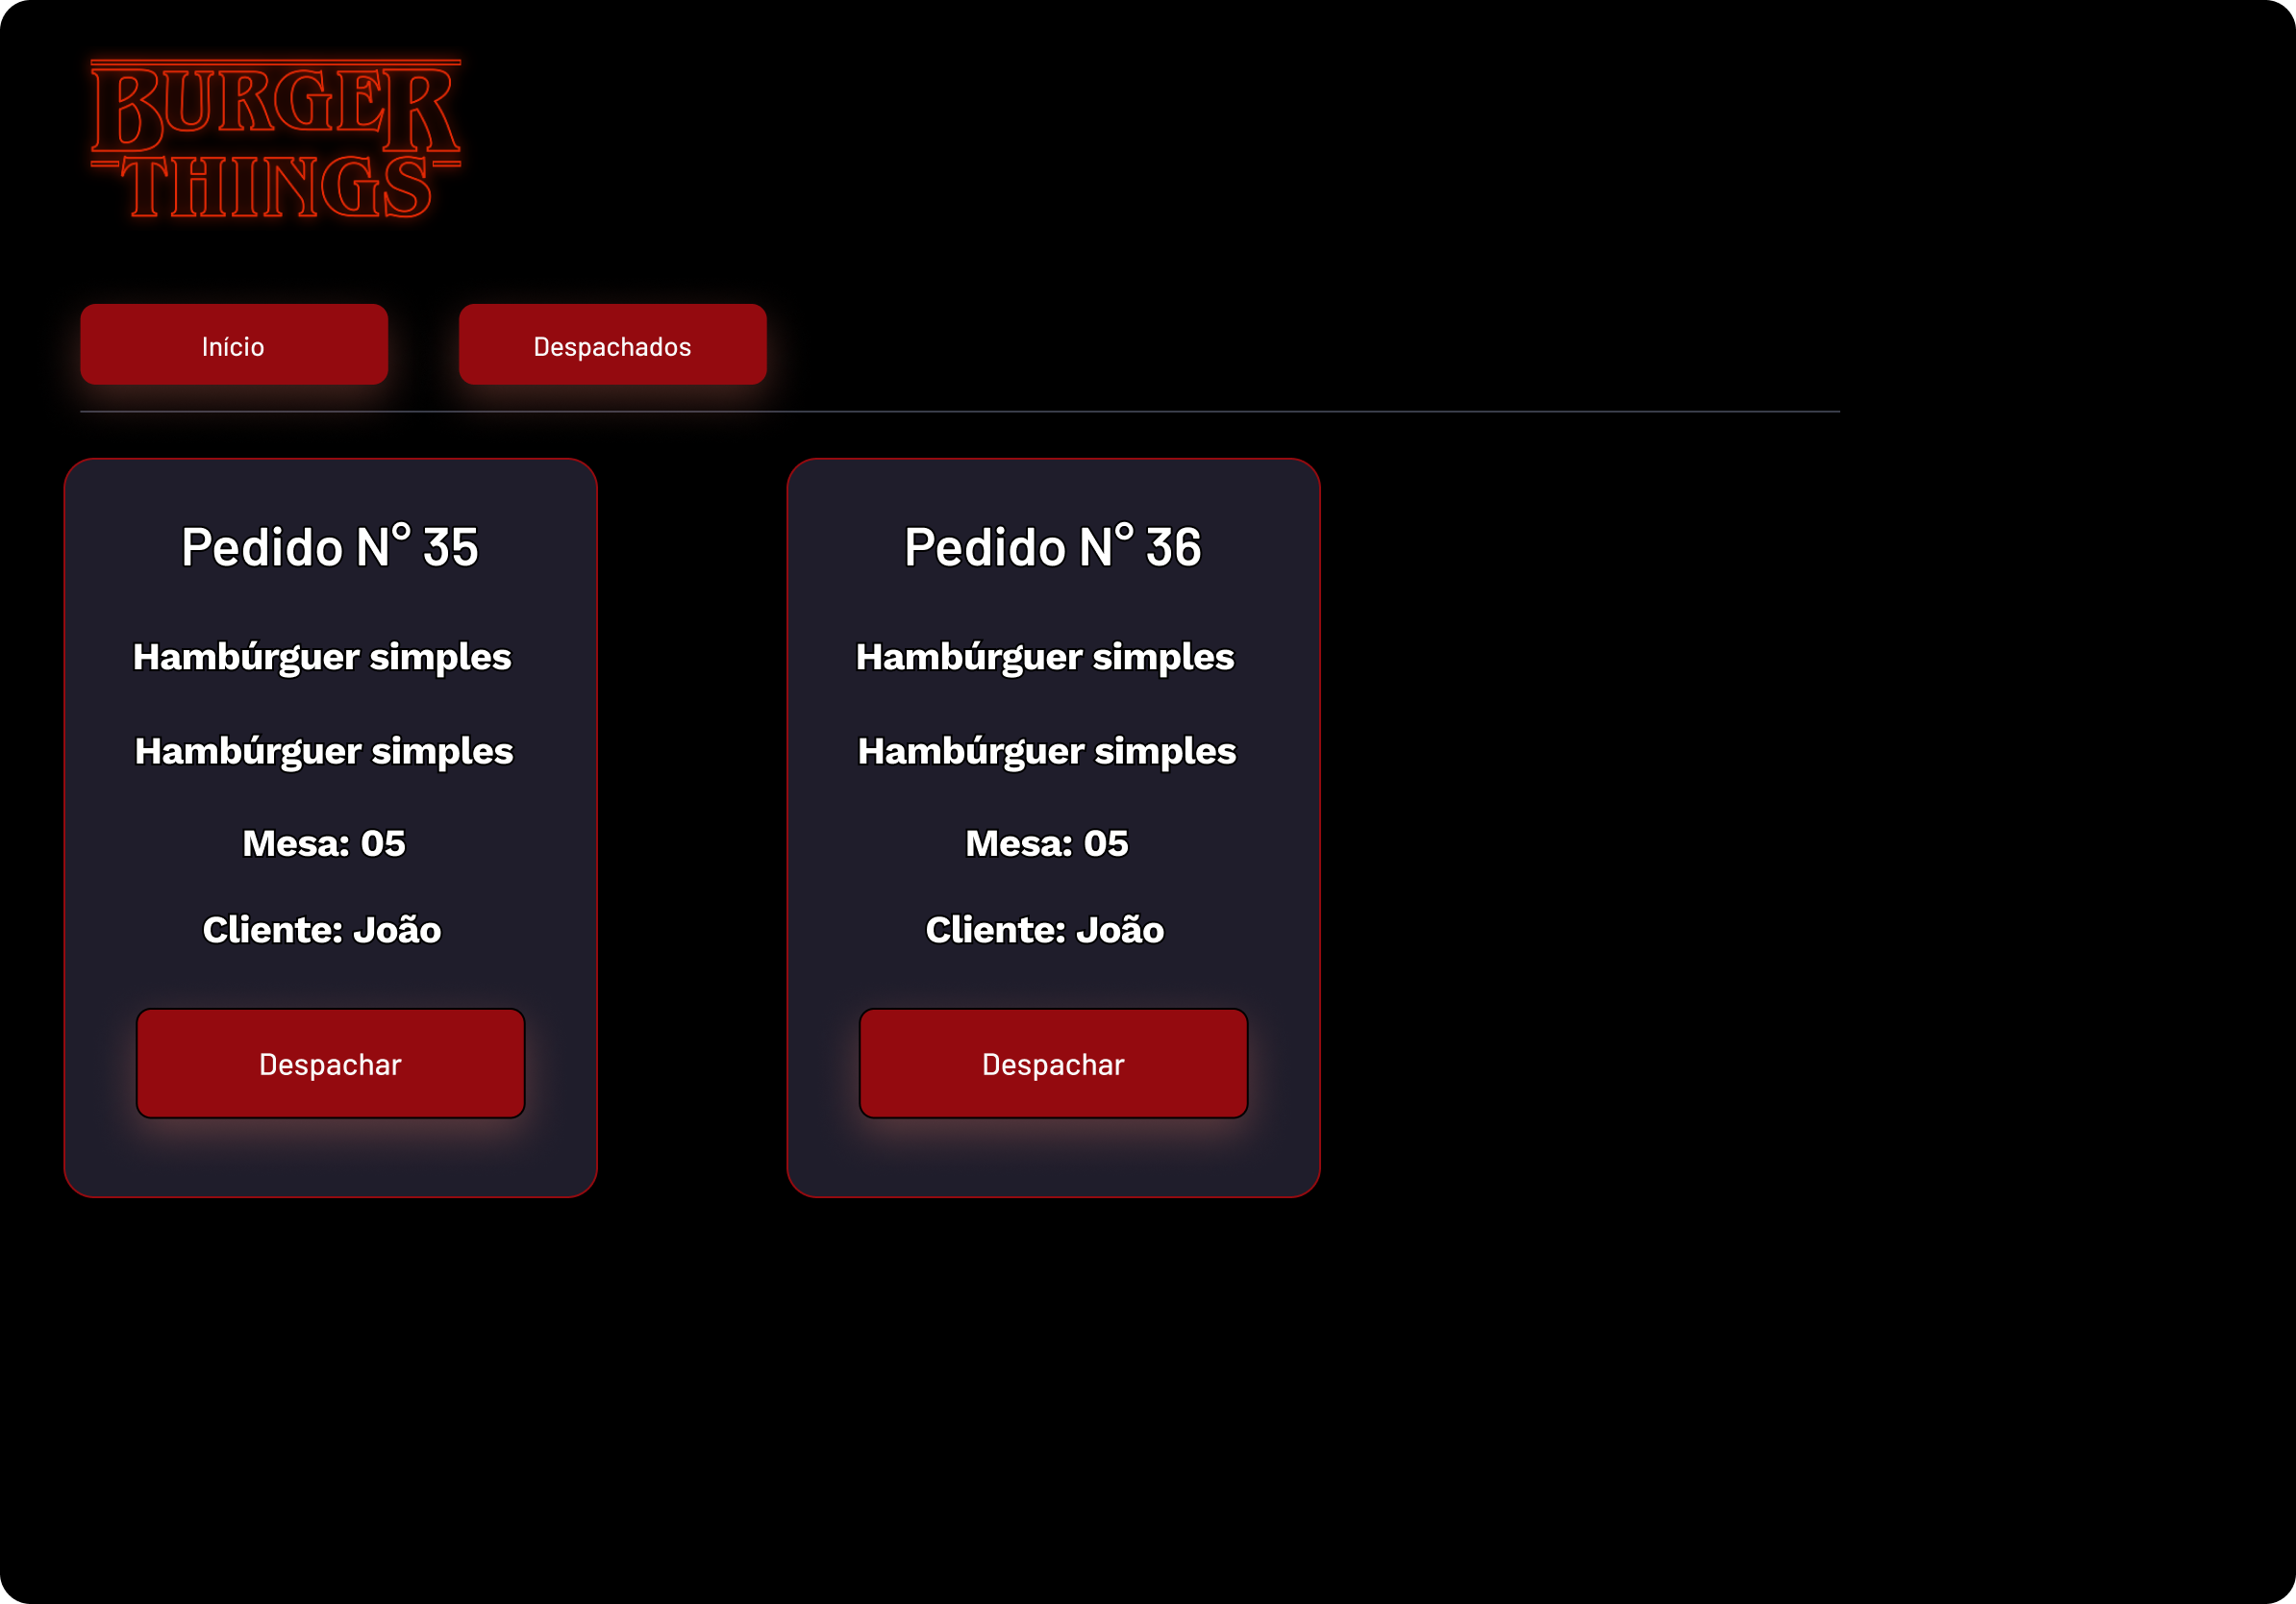 BURGER
THINGS
Início
Despachados
Pedido N° 35
Hambúrguer simples
Hambúrguer simples
Mesa: 05
Cliente: João
Despachar
Pedido N° 36
Hambúrguer simples
Hambúrguer simples
Mesa: 05
Cliente: João
Despachar